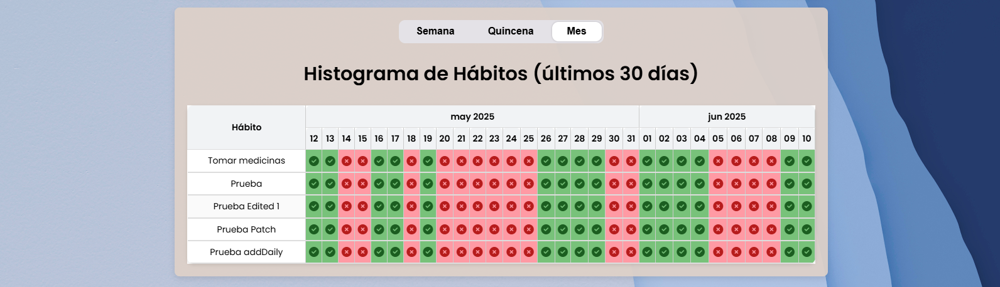 Semana Quincena Mes
Histograma de Hábitos (últimos 30 días)
Hábito may 2025 jun 2025
12 13 14 15 16 17 18 19 20 21 22 23 24 25 26 27 28 29 30 31 01 02 03 04 05 06 07 08 09 10
Tomar medicinas
Prueba
Prueba Edited 1
Prueba Patch
Prueba addDaily